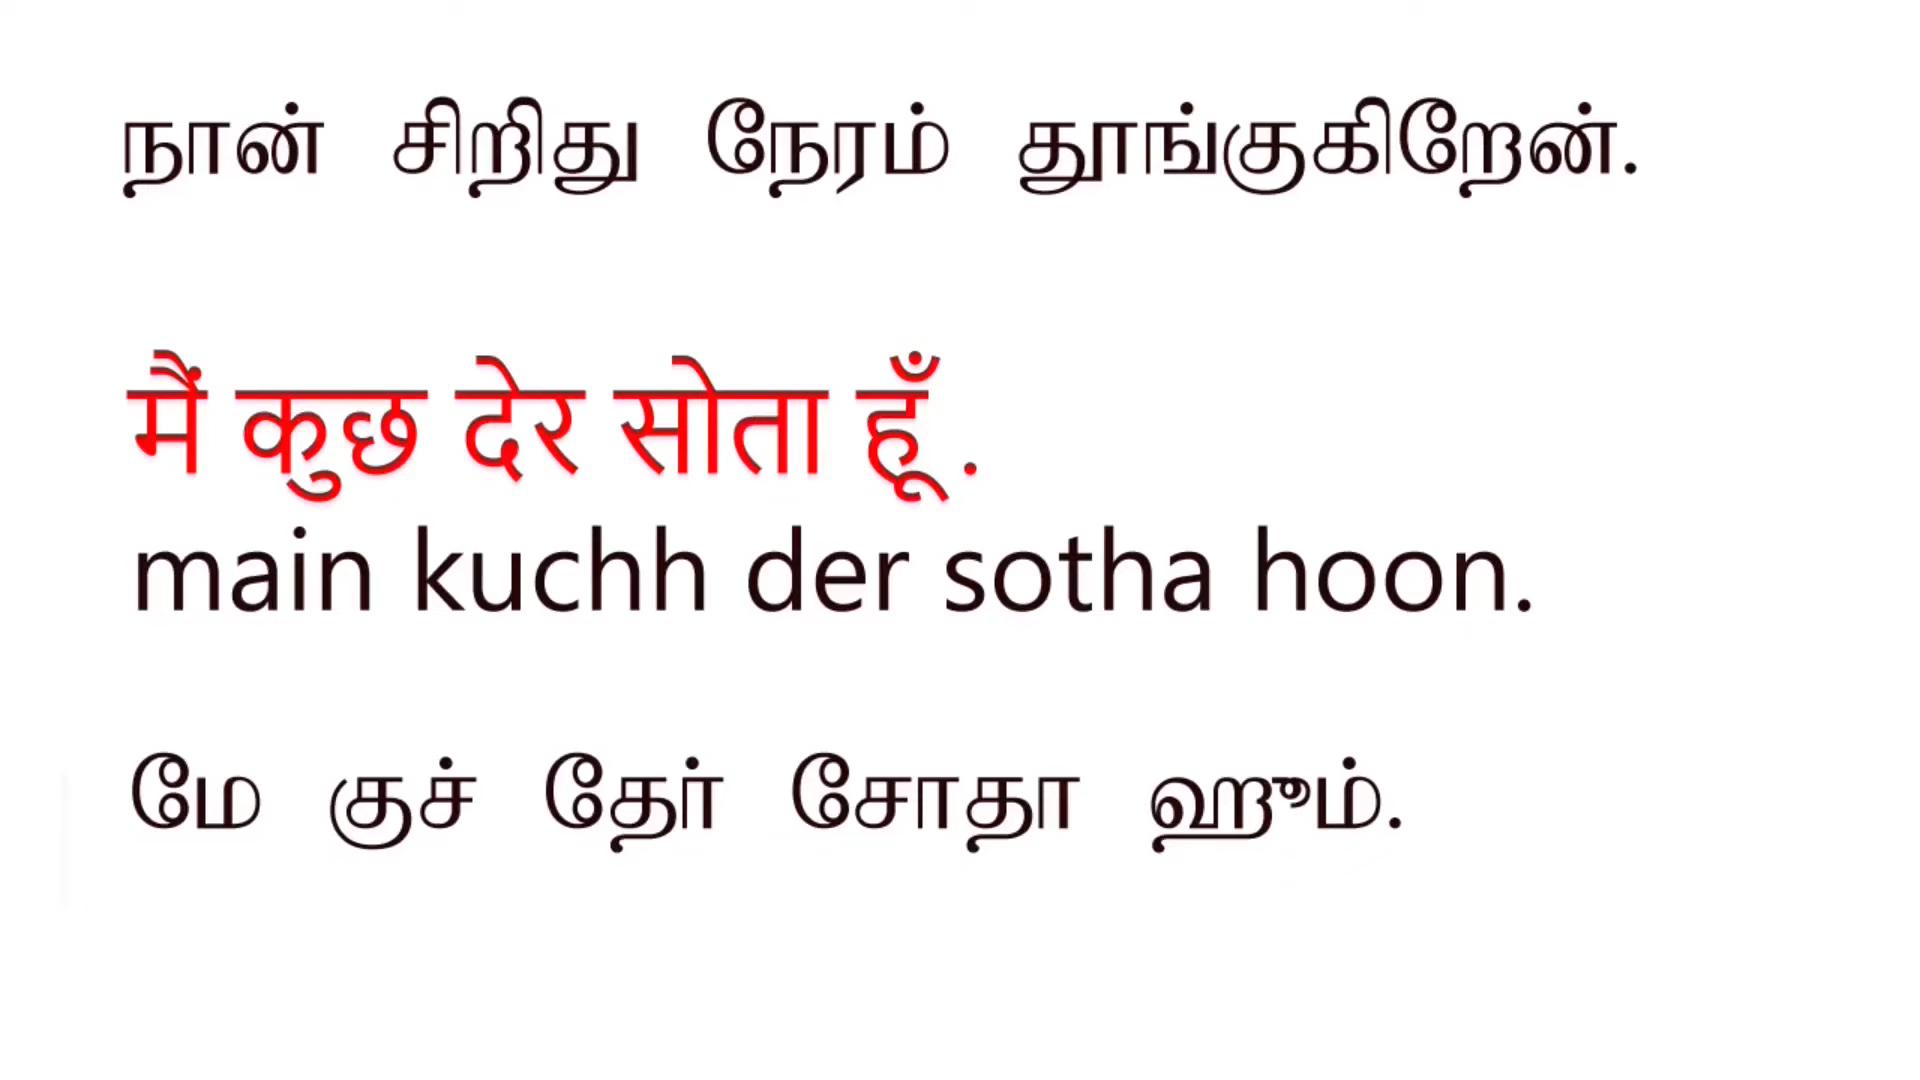 நான் சிறிது நேரம் தூங்குகிறேன்.
मैं कुछ देर सोता हूँ .
main kuchh der sotha hoon.
மே குச் தேர் சோதா ஹூம்.